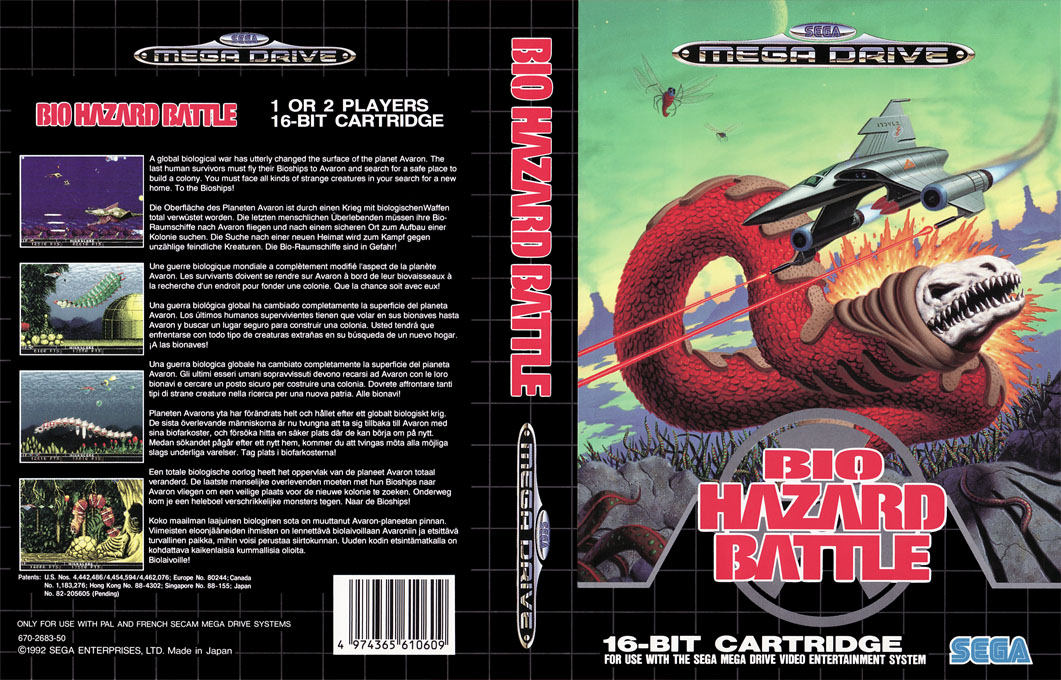 SEGA
MEGA DRIVE
BIO HAZARD BATTLE
1 OR 2 PLAYERS
16-BIT CARTRIDGE
A global biological war has utterly changed the surface of the planet Avaron. The
last human survivors must fly their Bioships to Avaron and search for a safe place to
build a colony. You must face all kinds of strange creatures in your search for a new
home. To the Bioships!
Die Oberfläche des Planeten Avaron ist durch einen Krieg mit biologischenWaffen
total verwüstet worden. Die letzten menschlichen Überlebenden müssen ihre Bio-
Raumschiffe nach Avaron fliegen und nach einem sicheren Ort zum Aufbau einer
Kolonie suchen. Die Suche nach einer neuen Heimat wird zum Kampf gegen
unzählige feindliche Kreaturen. Die Bio-Raumschiffe sind in Gefahr!
Une guerre biologique mondiale a complètement modifié l'aspect de la planète
Avaron. Les survivants doivent se rendre sur Avaron à bord de leur biovaisseaux à
la recherche d'un endroit pour fonder une colonie. Que la chance soit avec eux!
Una guerra biológica global ha cambiado completamente la superficie del planeta
Avaron. Los últimos humanos supervivientes tienen que volar en sus bionaves hasta
Avaron y buscar un lugar seguro para construir una colonia. Usted tendrá que
enfrentarse con todo tipo de creaturas extrañas en su búsqueda de un nuevo hogar.
¡A las bionaves!
Una guerra biologica globale ha cambiato completamente la superficie del pianeta
Avaron. Gli ultimi esseri umani sopravvissuti devono recarsi ad Avaron con le loro
bionavi e cercare un posto sicuro per costruire una colonia. Dovrete affrontare tanti
tipi di strane creature nella ricerca per una nuova patria. Alle bionavi!
Planeten Avarons yta har förändrats helt och hållet efter ett globalt biologiskt krig.
De sista överlevande människorna är nu tvungna att ta sig tillbaka till Avaron med
sina biofarkoster, och försöka hitta en säker plats där de kan börja om på nytt.
Medan sökandet pågår efter ett nytt hem, kommer du att tvingas möta alla möjliga
slags underliga varelser. Tag plats i biofarkosterna!
Een totale biologische oorlog heeft het oppervlak van de planeet Avaron totaal
veranderd. De laatste menselijke overlevenden moeten met hun Bioships naar
Avaron vliegen om een veilige plaats voor de nieuwe kolonie te zoeken. Onderweg
kom je een heleboel verschrikkelijke monsters tegen. Naar de Bioships!
Koko maailman laajuinen biologinen sota on muuttanut Avaron-planeetan pinnan.
Viimeisten eloonjääneiden ihmisten on lennettävä biolaivoillaan Avaroniin ja etsittävä
turvallinen paikka, mihin voisi perustaa siirtokunnan. Uuden kodin etsintämatkalla on
kohdattava kaikenlaisia kummallisia olioita.
Biolaivoille!
Patents: U.S. Nos. 4,442,486/4,454,594/4,462,076; Europe No. 80244; Canada
No. 1,183,276; Hong Kong No. 88-4302; Singapore No. 88-155; Japan
No. 82-205605 (Pending)
ONLY FOR USE WITH PAL AND FRENCH SECAM MEGA DRIVE SYSTEMS
670-2683-50
©1992 SEGA ENTERPRISES, LTD. Made in Japan
4 974365 610609
BIO HAZARD BATTLE
SEGA
MEGA DRIVE
SEGA
MEGA DRIVE
BIO
HAZARD
BATTLE
16-BIT CARTRIDGE
FOR USE WITH THE SEGA MEGA DRIVE VIDEO ENTERTAINMENT SYSTEM
SEGA